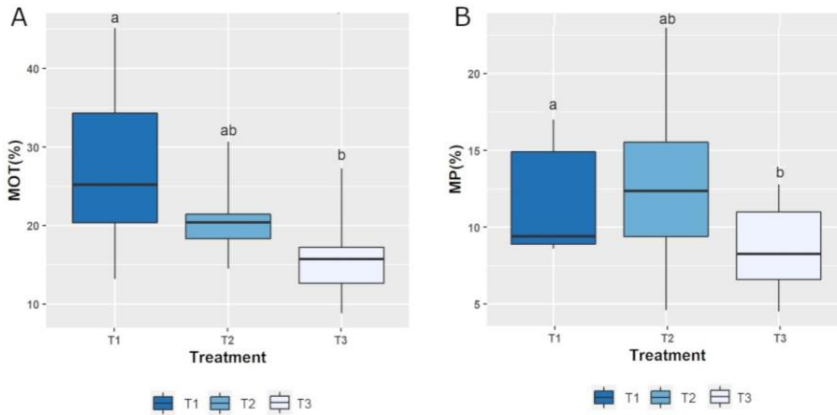 A
a
ab
b
MOT(%)
40
30
20
10
T1 T2 T3
Treatment
T1 T2 T3
B
ab
a
b
MP(%)
20
15
10
5
T1 T2 T3
Treatment
T1 T2 T3